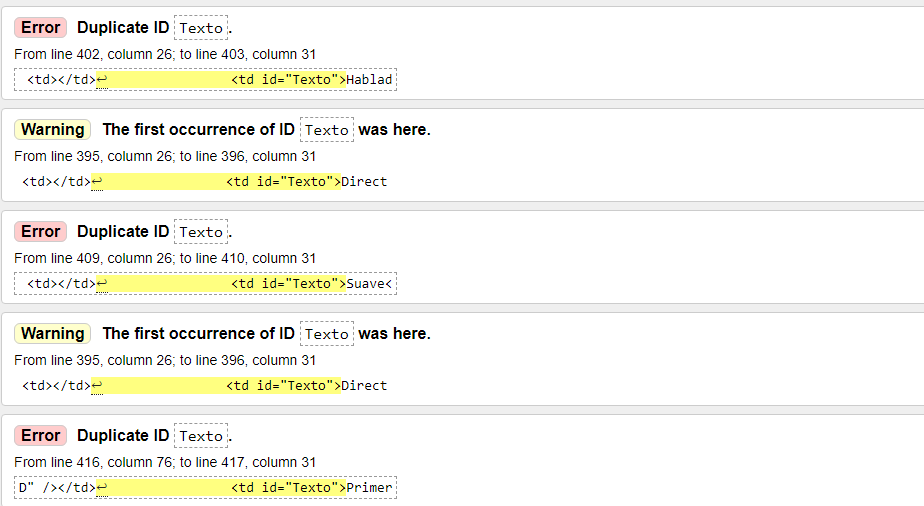 Error Duplicate ID Texto.
From line 402, column 26; to line 403, column 31
<td></td>↩ <td id="Texto">Hablad
Warning The first occurrence of ID Texto was here.
From line 395, column 26; to line 396, column 31
<td></td>↩ <td id="Texto">Direct
Error Duplicate ID Texto.
From line 409, column 26; to line 410, column 31
<td></td>↩ <td id="Texto">Suave<
Warning The first occurrence of ID Texto was here.
From line 395, column 26; to line 396, column 31
<td></td>↩ <td id="Texto">Direct
Error Duplicate ID Texto.
From line 416, column 76; to line 417, column 31
D" /></td>↩ <td id="Texto">Primer